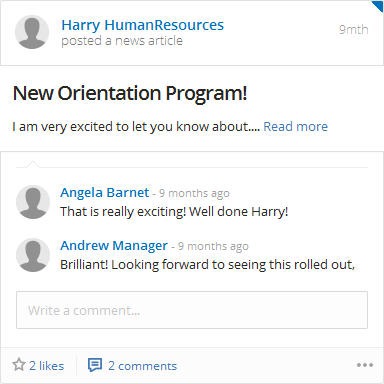 Harry HumanResources
9mth
posted a news article
New Orientation Program!
I am very excited to let you know about.... Read more
Angela Barnet - 9 months ago
That is really exciting! Well done Harry!
Andrew Manager - 9 months ago
Brilliant! Looking forward to seeing this rolled out,
Write a comment...
2 likes
2 comments